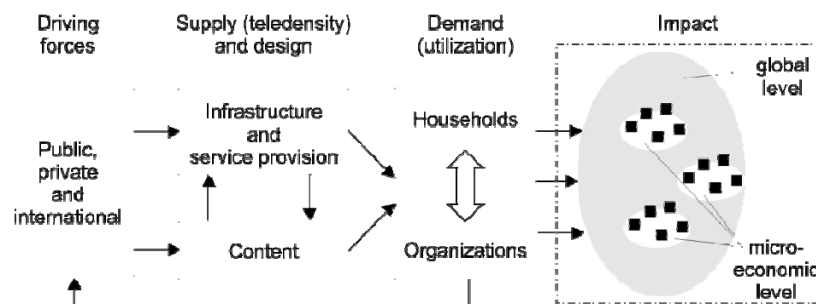 Driving
forces
Supply (teledensity)
and design
Demand
(utilization)
Impact
Public,
private
and
international
Infrastructure
and
service provision
Content
Households
Organizations
global
level
micro-
economic
level